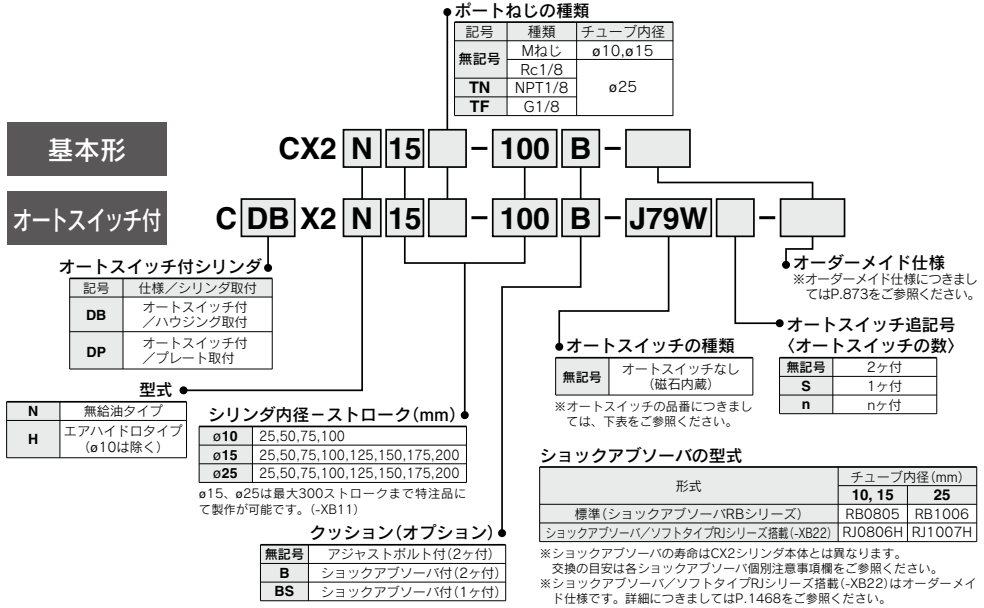 ポートねじの種類
記号 種類 チューブ内径
無記号 Mねじ ø10,ø15
Rc1/8 ø25
TN NPT1/8
TF G1/8
基本形 CX2 N 15 - 100 B -
オートスイッチ付 C DB X2 N 15 - 100 B - J79W -
オートスイッチ付シリンダ
記号 仕様/シリンダ取付
DB オートスイッチ付
/ハウジング取付
DP オートスイッチ付
/プレート取付
型式
N 無給油タイプ
H エアハイドロタイプ
(ø10は除く)
シリンダ内径-ストローク(mm)
ø10 25,50,75,100
ø15 25,50,75,100,125,150,175,200
ø25 25,50,75,100,125,150,175,200
ø15、ø25は最大300ストロークまで特注品に
て製作が可能です。(-XB11)
クッション(オプション)
無記号 アジャストボルト付(2ヶ付)
B ショックアブソーバ付(2ヶ付)
BS ショックアブソーバ付(1ヶ付)
オートスイッチの種類
無記号 オートスイッチなし
(磁石内蔵)
※オートスイッチの品番につきまし
ては、下表をご参照ください。
オーダーメイド仕様
※オーダーメイド仕様につきまし
てはP.873をご参照ください。
オートスイッチ追記号
〈オートスイッチの数〉
無記号 2ヶ付
S 1ヶ付
n nヶ付
ショックアブソーバの型式
形式 チューブ内径(mm)
10, 15 25
標準(ショックアブソーバRBシリーズ) RB0805 RB1006
ショックアブソーバ/ソフトタイプRJシリーズ搭載(-XB22) RJ0806H RJ1007H
※ショックアブソーバの寿命はCX2シリンダ本体とは異なります。
交換の目安は各ショックアブソーバ個別注意事項欄をご参照ください。
※ショックアブソーバ/ソフトタイプRJシリーズ搭載(-XB22)はオーダーメイ
ド仕様です。詳細につきましてはP.1468をご参照ください。